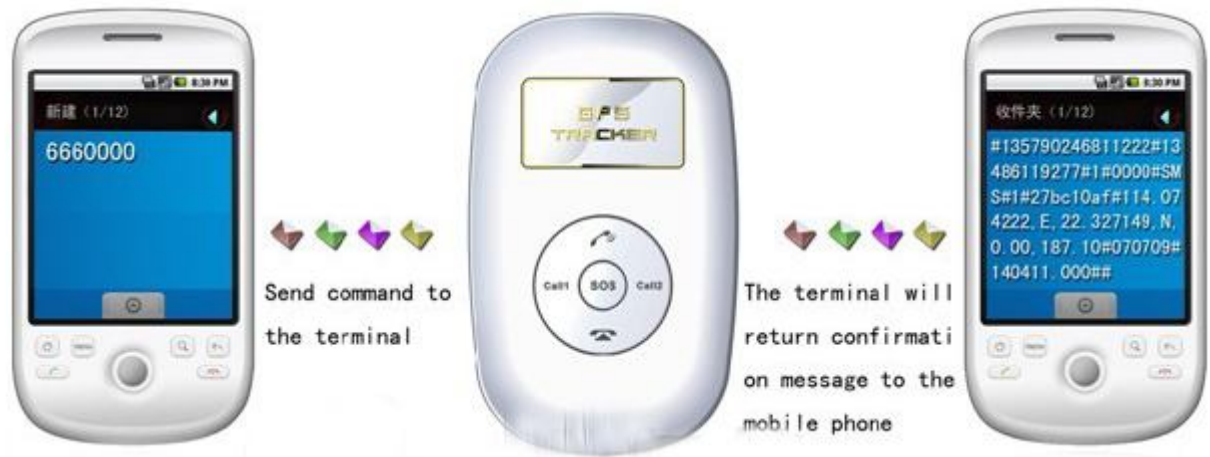 8:30 PM
新建（1/12）
6660000
Send command to
the terminal
GPS
TRACKER
Call1
SOS
Call2
The terminal will
return confirmati
on message to the
mobile phone
8:30 PM
收件夹（1/12）
#135790246811222#13
486119277#1#0000#SM
S#1#27bc10af#114.07
4222,E,22.327149,N,
0.00,187.10#070709#
140411.000##